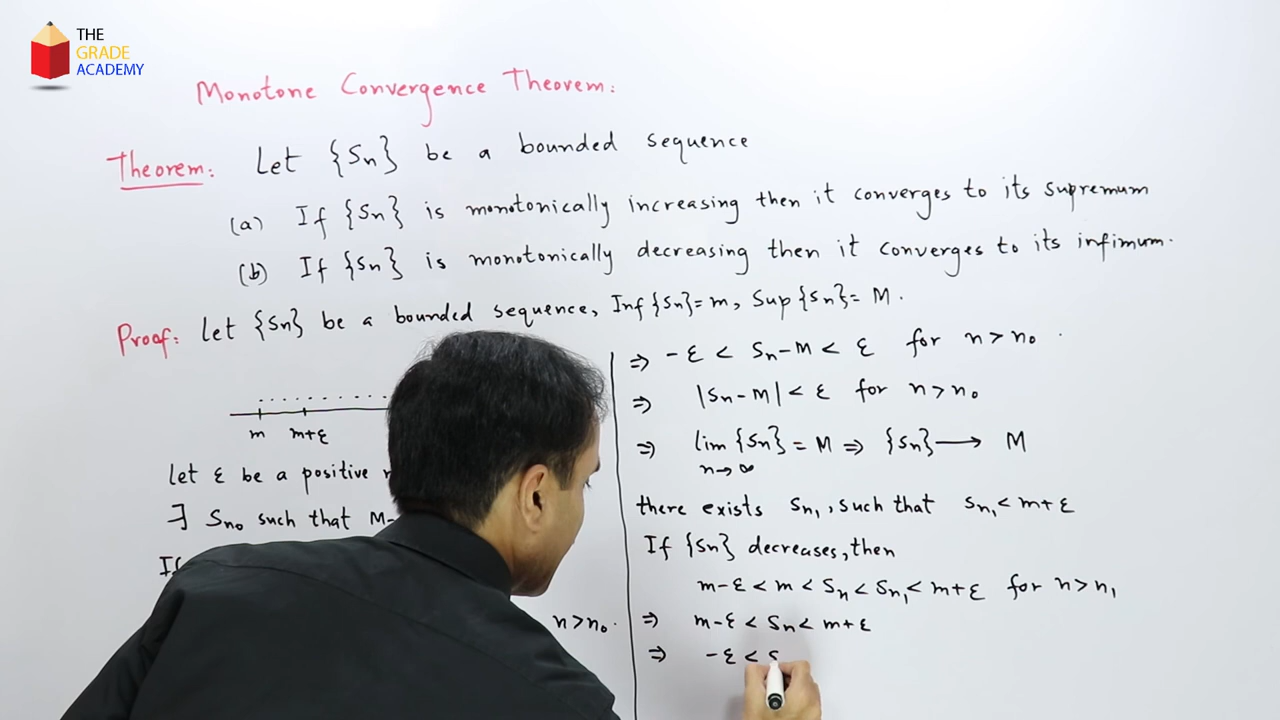 THE
GRADE
ACADEMY
Monotone Convergence Theorem:
Theorem: Let {Sn} be a bounded sequence
(a) If {Sn} is monotonically increasing then it converges to its supremum
(b) If {Sn} is monotonically decreasing then it converges to its infimum.
Proof: Let {Sn} be a bounded sequence, Inf {Sn} = m, Sup {Sn} = M.
m m+ε
let ε be a positive
∃ Sn₀ such that M-
If
n > n₀.
⇒ -ε < Sn - M < ε for n > n₀.
⇒ |Sn - M| < ε for n > n₀
⇒ lim {Sn} = M ⇒ {Sn} ⟶ M
n→∞
there exists Sn₁, such that Sn₁ < m+ε
If {Sn} decreases, then
m-ε < m < Sn < Sn₁ < m+ε for n > n₁
⇒ m-ε < Sn < m+ε
⇒ -ε < S